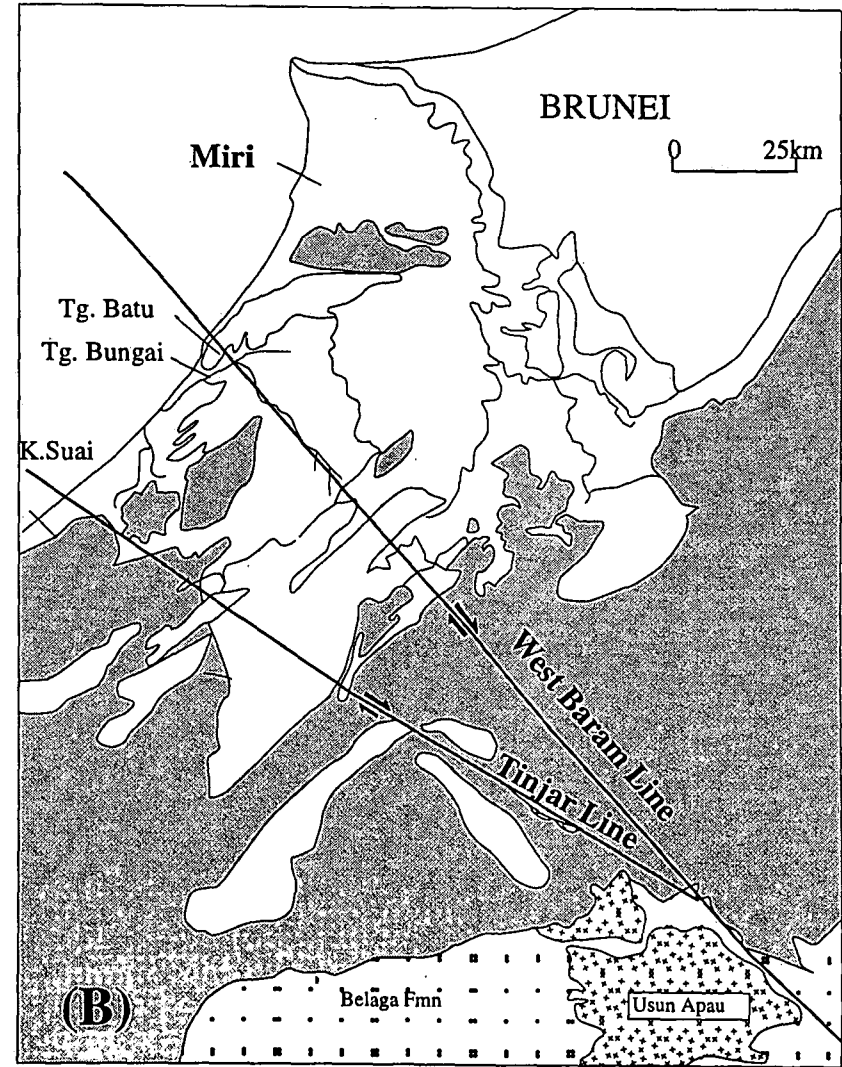 BRUNEI
0 25km
Miri
Tg. Batu
Tg. Bungai
K.Suai
West Baram Line
Tinjar Line
(B)
Belaga Fmn
Usun Apau